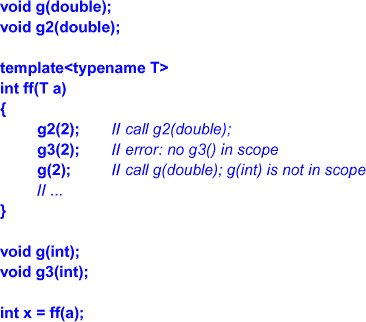 void g(double);
void g2(double);
template<typename T>
int ff(T a)
{
g2(2); // call g2(double);
g3(2); // error: no g3() in scope
g(2); // call g(double); g(int) is not in scope
// ...
}
void g(int);
void g3(int);
int x = ff(a);